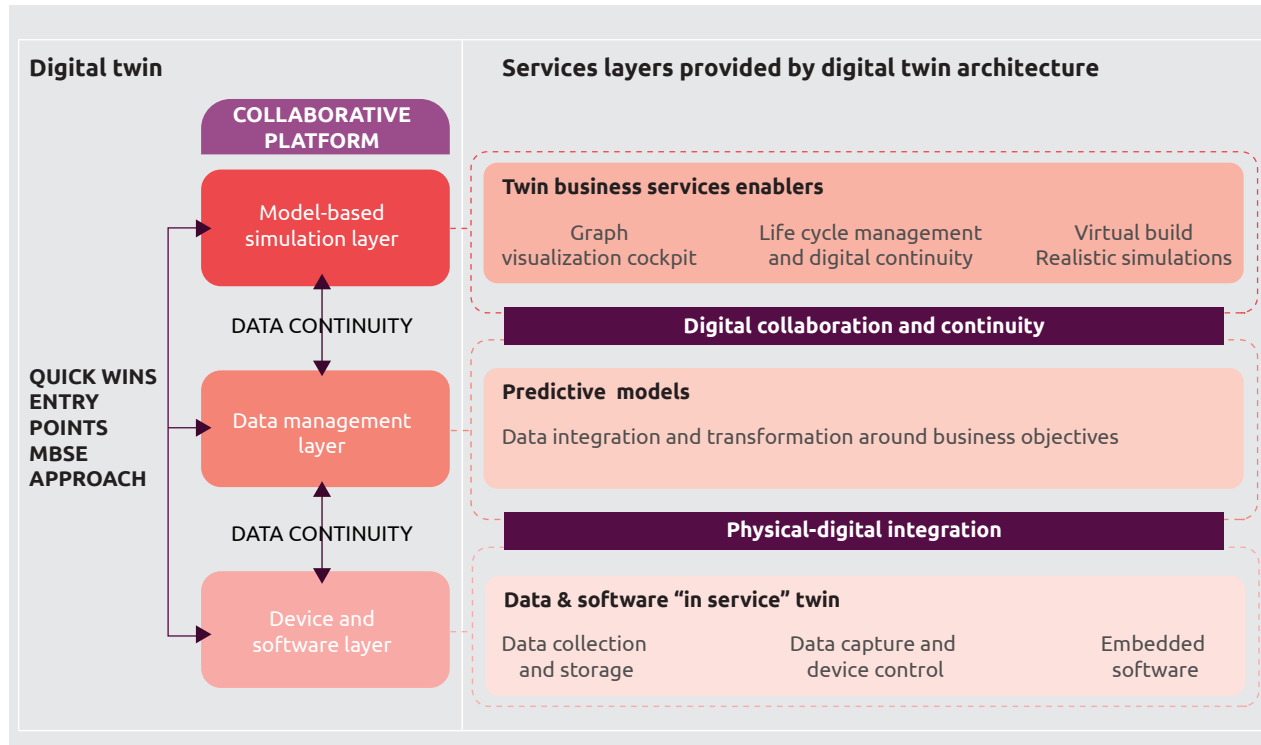 Digital twin
COLLABORATIVE
PLATFORM
Model-based
simulation layer
DATA CONTINUITY
QUICK WINS
ENTRY
POINTS
MBSE
APPROACH
Data management
layer
DATA CONTINUITY
Device and
software layer
Services layers provided by digital twin architecture
Twin business services enablers
Graph
visualization cockpit
Life cycle management
and digital continuity
Virtual build
Realistic simulations
Digital collaboration and continuity
Predictive models
Data integration and transformation around business objectives
Physical-digital integration
Data & software “in service” twin
Data collection
and storage
Data capture and
device control
Embedded
software